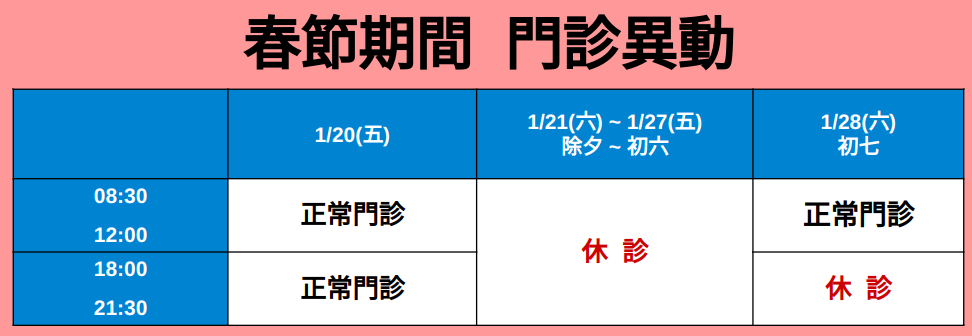 春節期間 門診異動
1/20(五)
1/21(六) ~ 1/27(五)
除夕 ~ 初六
1/28(六)
初七
08:30
12:00
正常門診
休 診
正常門診
18:00
21:30
正常門診
休 診